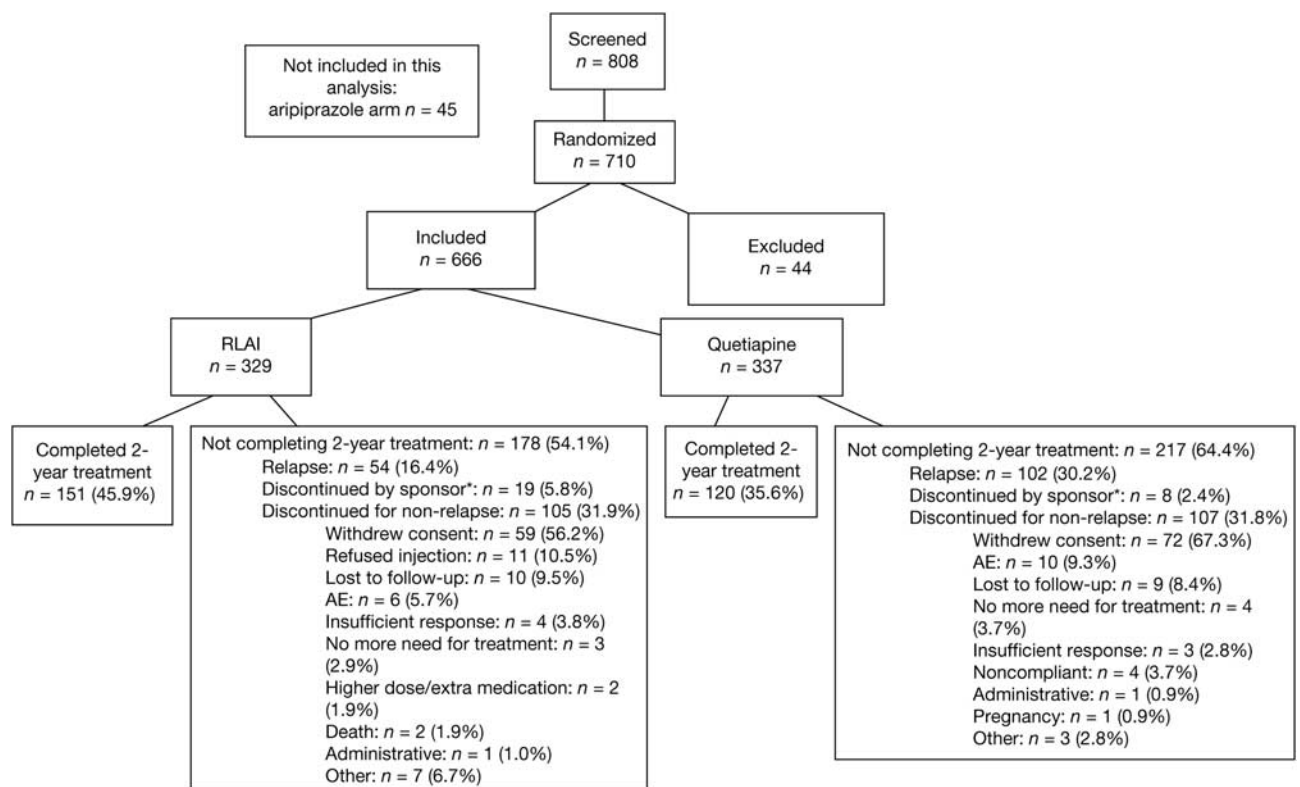 Screened
n = 808
Not included in this
analysis:
aripiprazole arm n = 45
Randomized
n = 710
Included
n = 666
Excluded
n = 44
RLAI
n = 329
Quetiapine
n = 337
Completed 2-
year treatment
n = 151 (45.9%)
Not completing 2-year treatment: n = 178 (54.1%)
Relapse: n = 54 (16.4%)
Discontinued by sponsor*: n = 19 (5.8%)
Discontinued for non-relapse: n = 105 (31.9%)
Withdrew consent: n = 59 (56.2%)
Refused injection: n = 11 (10.5%)
Lost to follow-up: n = 10 (9.5%)
AE: n = 6 (5.7%)
Insufficient response: n = 4 (3.8%)
No more need for treatment: n = 3
(2.9%)
Higher dose/extra medication: n = 2
(1.9%)
Death: n = 2 (1.9%)
Administrative: n = 1 (1.0%)
Other: n = 7 (6.7%)
Completed 2-
year treatment
n = 120 (35.6%)
Not completing 2-year treatment: n = 217 (64.4%)
Relapse: n = 102 (30.2%)
Discontinued by sponsor*: n = 8 (2.4%)
Discontinued for non-relapse: n = 107 (31.8%)
Withdrew consent: n = 72 (67.3%)
AE: n = 10 (9.3%)
Lost to follow-up: n = 9 (8.4%)
No more need for treatment: n = 4
(3.7%)
Insufficient response: n = 3 (2.8%)
Noncompliant: n = 4 (3.7%)
Administrative: n = 1 (0.9%)
Pregnancy: n = 1 (0.9%)
Other: n = 3 (2.8%)